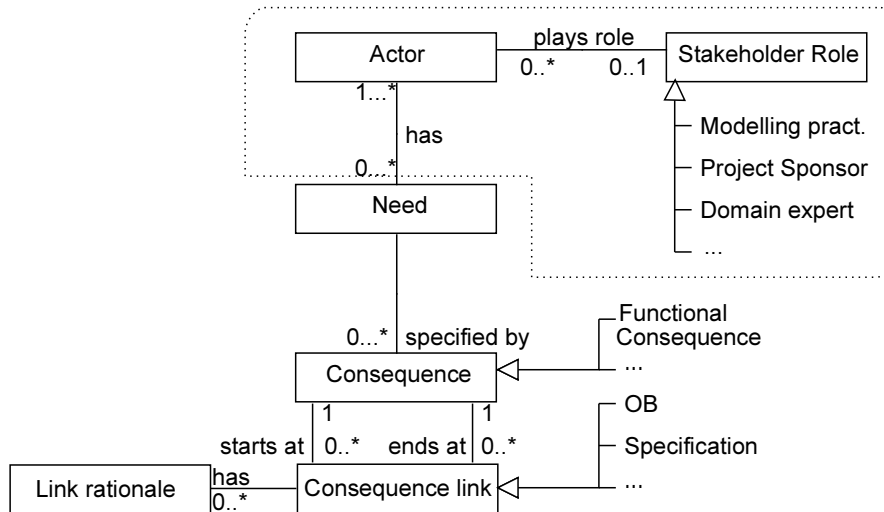 Actor
plays role
Stakeholder Role
0..*
0..1
1...*
has
0...*
Modelling pract.
Project Sponsor
Domain expert
...
Need
0...*
specified by
Consequence
Functional
Consequence
...
1
1
starts at
0..*
ends at
0..*
OB
Specification
...
Link rationale
has
0..*
Consequence link